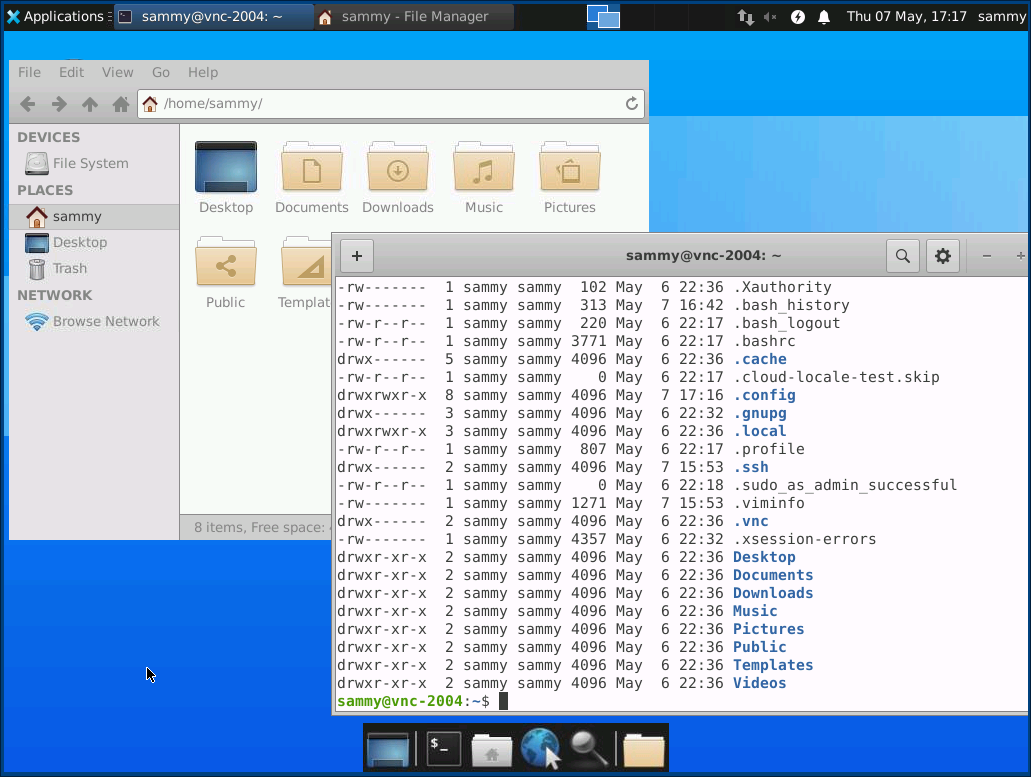 Applications
sammy@vnc-2004: ~
sammy - File Manager
Thu 07 May, 17:17 sammy
File Edit View Go Help
/home/sammy/
DEVICES
File System
PLACES
sammy
Desktop
Trash
NETWORK
Browse Network
Desktop Documents Downloads Music Pictures
Public Templat
8 items, Free space:
sammy@vnc-2004: ~
-rw------- 1 sammy sammy 102 May 6 22:36 .Xauthority
-rw------- 1 sammy sammy 313 May 7 16:42 .bash_history
-rw-r--r-- 1 sammy sammy 220 May 6 22:17 .bash_logout
-rw-r--r-- 1 sammy sammy 3771 May 6 22:17 .bashrc
drwx------ 5 sammy sammy 4096 May 6 22:36 .cache
-rw-r--r-- 1 sammy sammy 0 May 6 22:17 .cloud-locale-test.skip
drwxrwxr-x 8 sammy sammy 4096 May 7 17:16 .config
drwx------ 3 sammy sammy 4096 May 6 22:32 .gnupg
drwxrwxr-x 3 sammy sammy 4096 May 6 22:36 .local
-rw-r--r-- 1 sammy sammy 807 May 6 22:17 .profile
drwx------ 2 sammy sammy 4096 May 7 15:53 .ssh
-rw-r--r-- 1 sammy sammy 0 May 6 22:18 .sudo_as_admin_successful
-rw------- 1 sammy sammy 1271 May 7 15:53 .viminfo
drwx------ 2 sammy sammy 4096 May 6 22:36 .vnc
-rw------- 1 sammy sammy 4357 May 6 22:32 .xsession-errors
drwxr-xr-x 2 sammy sammy 4096 May 6 22:36 Desktop
drwxr-xr-x 2 sammy sammy 4096 May 6 22:36 Documents
drwxr-xr-x 2 sammy sammy 4096 May 6 22:36 Downloads
drwxr-xr-x 2 sammy sammy 4096 May 6 22:36 Music
drwxr-xr-x 2 sammy sammy 4096 May 6 22:36 Pictures
drwxr-xr-x 2 sammy sammy 4096 May 6 22:36 Public
drwxr-xr-x 2 sammy sammy 4096 May 6 22:36 Templates
drwxr-xr-x 2 sammy sammy 4096 May 6 22:36 Videos
sammy@vnc-2004:~$
$_